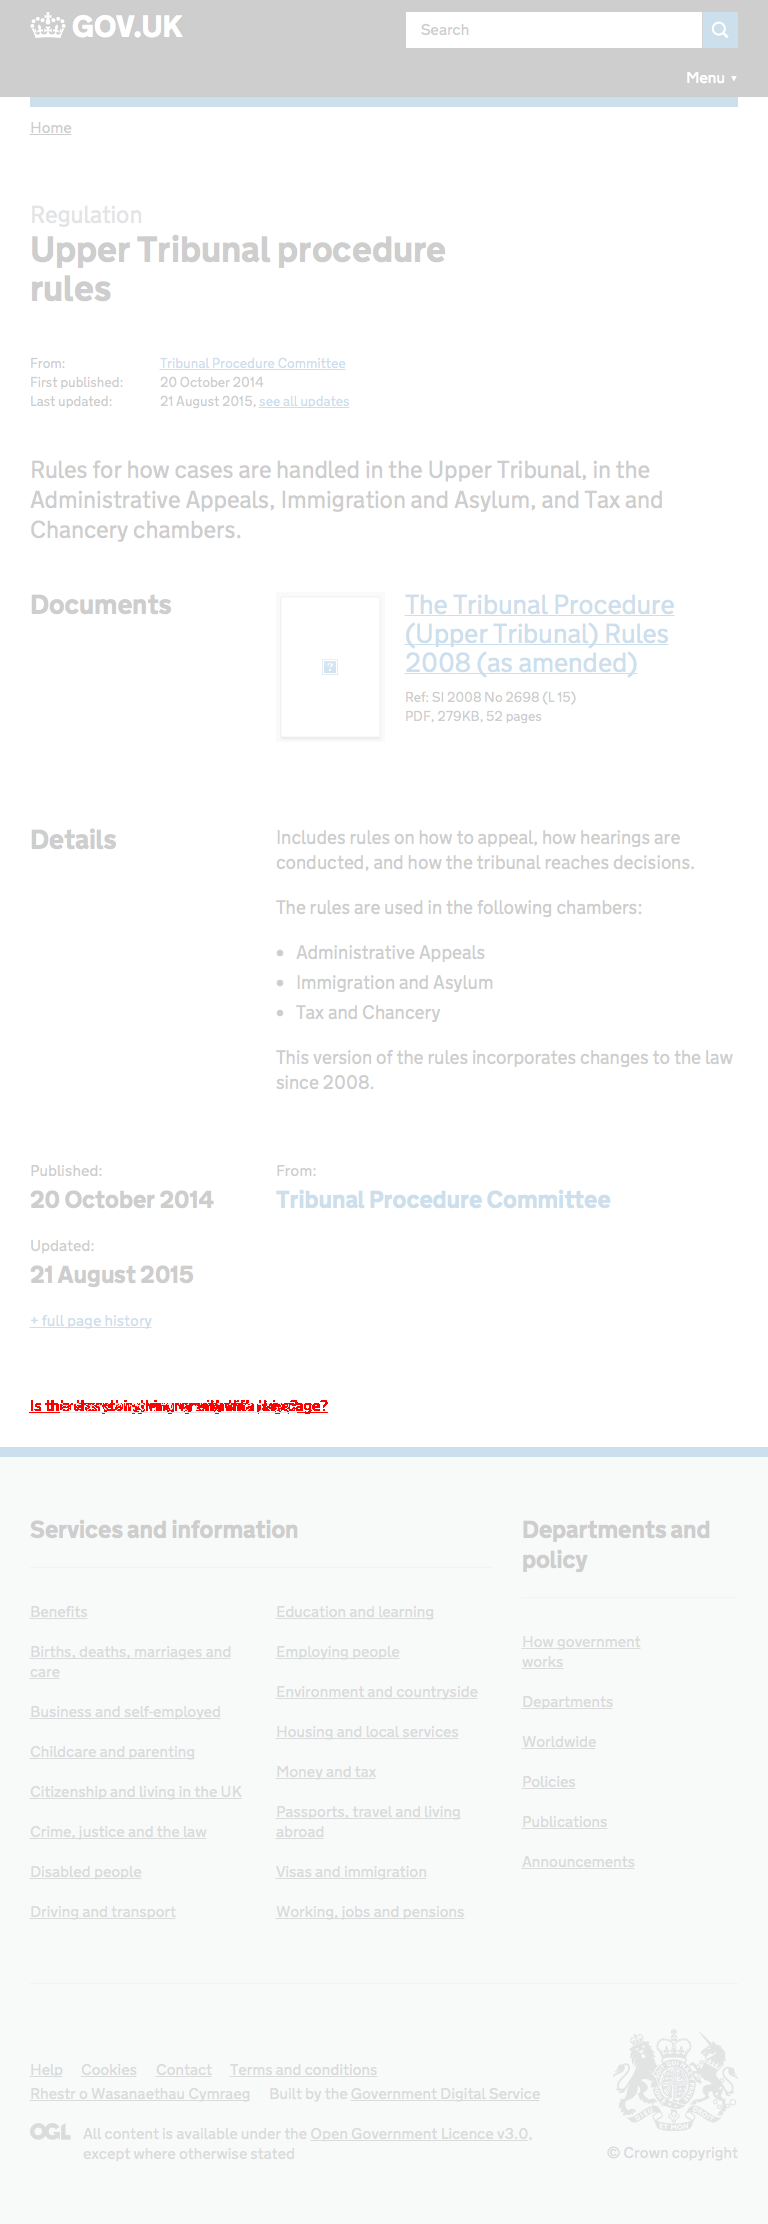 GOV.UK
Search
Menu ▼
Home
Regulation
Upper Tribunal procedure
rules
From: Tribunal Procedure Committee
First published: 20 October 2014
Last updated: 21 August 2015, see all updates
Rules for how cases are handled in the Upper Tribunal, in the
Administrative Appeals, Immigration and Asylum, and Tax and
Chancery chambers.
Documents
The Tribunal Procedure
(Upper Tribunal) Rules
2008 (as amended)
Ref: SI 2008 No 2698 (L 15)
PDF, 279KB, 52 pages
Details
Includes rules on how to appeal, how hearings are
conducted, and how the tribunal reaches decisions.
The rules are used in the following chambers:
• Administrative Appeals
• Immigration and Asylum
• Tax and Chancery
This version of the rules incorporates changes to the law
since 2008.
Published:
20 October 2014
From:
Tribunal Procedure Committee
Updated:
21 August 2015
+ full page history
Services and information
Benefits
Births, deaths, marriages and
care
Business and self-employed
Childcare and parenting
Citizenship and living in the UK
Crime, justice and the law
Disabled people
Driving and transport
Education and learning
Employing people
Environment and countryside
Housing and local services
Money and tax
Passports, travel and living
abroad
Visas and immigration
Working, jobs and pensions
Departments and
policy
How government
works
Departments
Worldwide
Policies
Publications
Announcements
Help Cookies Contact Terms and conditions
Rhestr o Wasanaethau Cymraeg Built by the Government Digital Service
OGL All content is available under the Open Government Licence v3.0,
except where otherwise stated
© Crown copyright